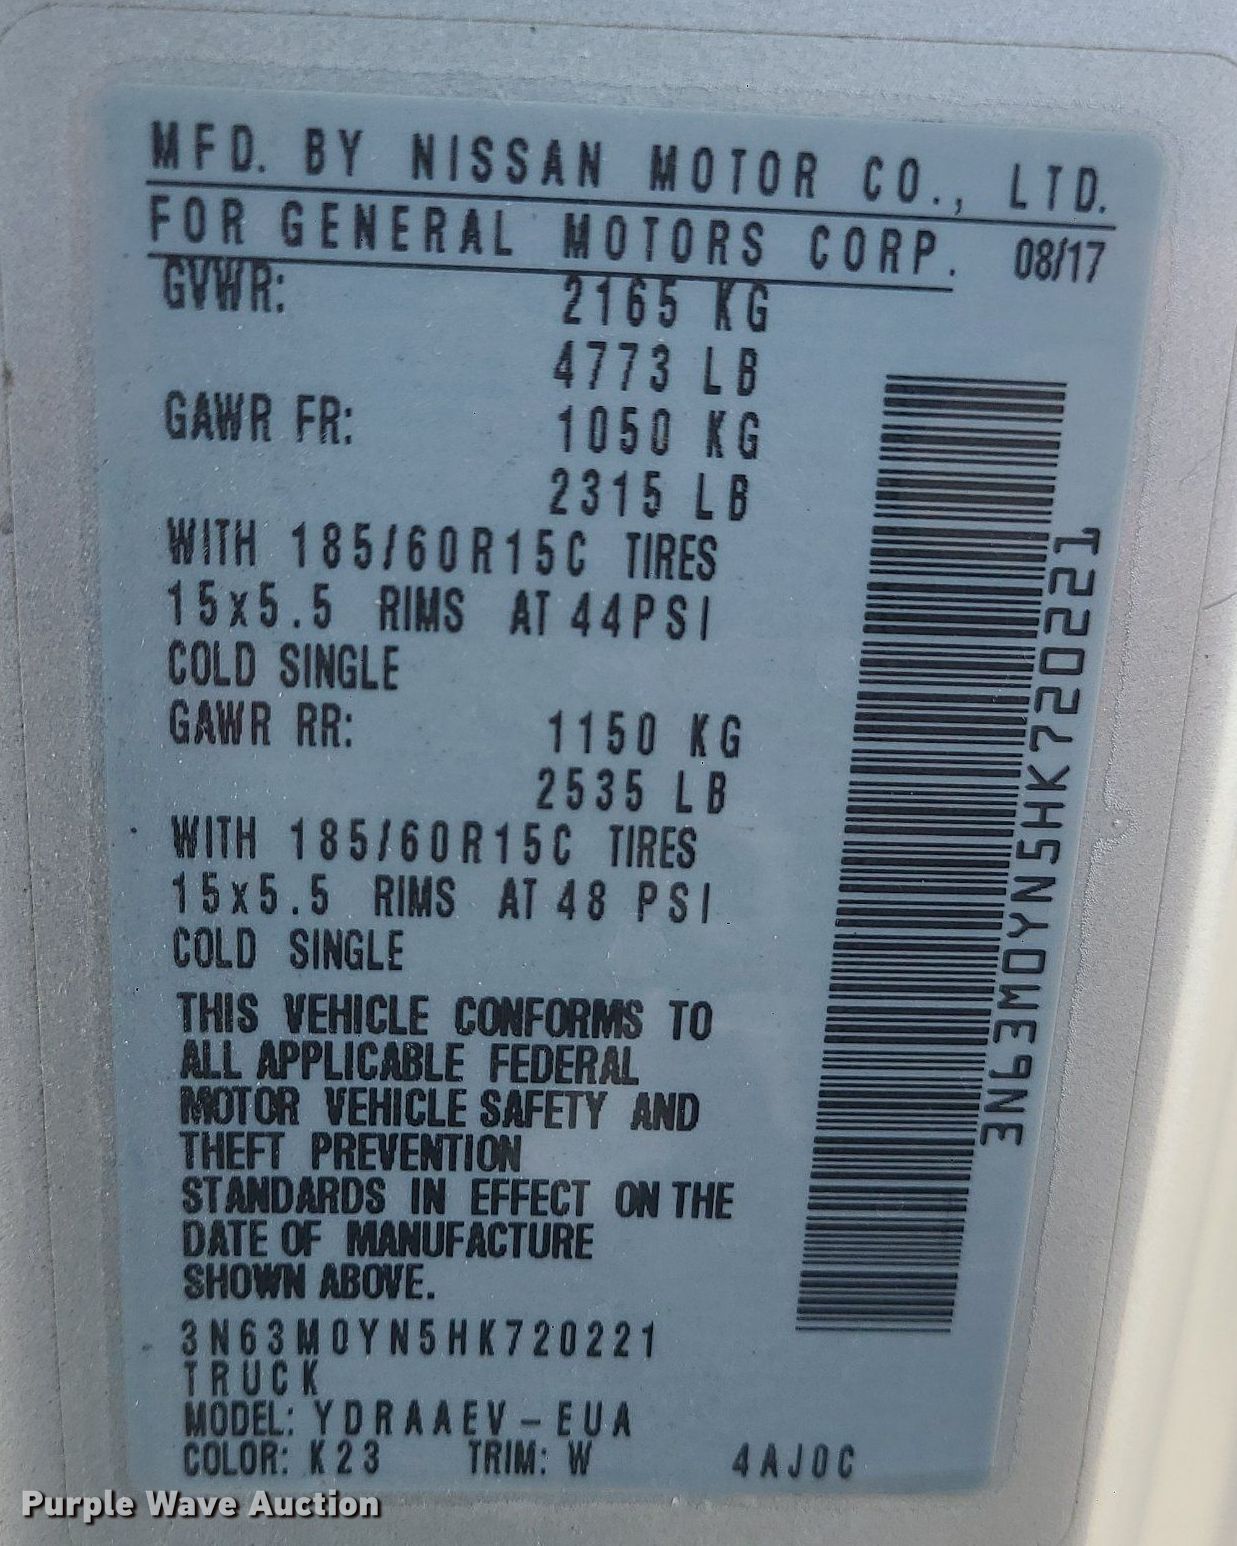 MFD. BY NISSAN MOTOR CO., LTD.
FOR GENERAL MOTORS CORP. 08/17
GVWR: 2165 KG
4773 LB
GAWR FR: 1050 KG
2315 LB
WITH 185/60R15C TIRES
15x5.5 RIMS AT 44PSI
COLD SINGLE
GAWR RR: 1150 KG
2535 LB
WITH 185/60R15C TIRES
15x5.5 RIMS AT 48 PSI
COLD SINGLE
THIS VEHICLE CONFORMS TO
ALL APPLICABLE FEDERAL
MOTOR VEHICLE SAFETY AND
THEFT PREVENTION
STANDARDS IN EFFECT ON THE
DATE OF MANUFACTURE
SHOWN ABOVE.
3N63M0YN5HK720221
TRUCK
MODEL: YDRAAEV-EUA
COLOR: K23 TRIM: W 4AJ0C
3N63M0YN5HK720221
Purple Wave Auction